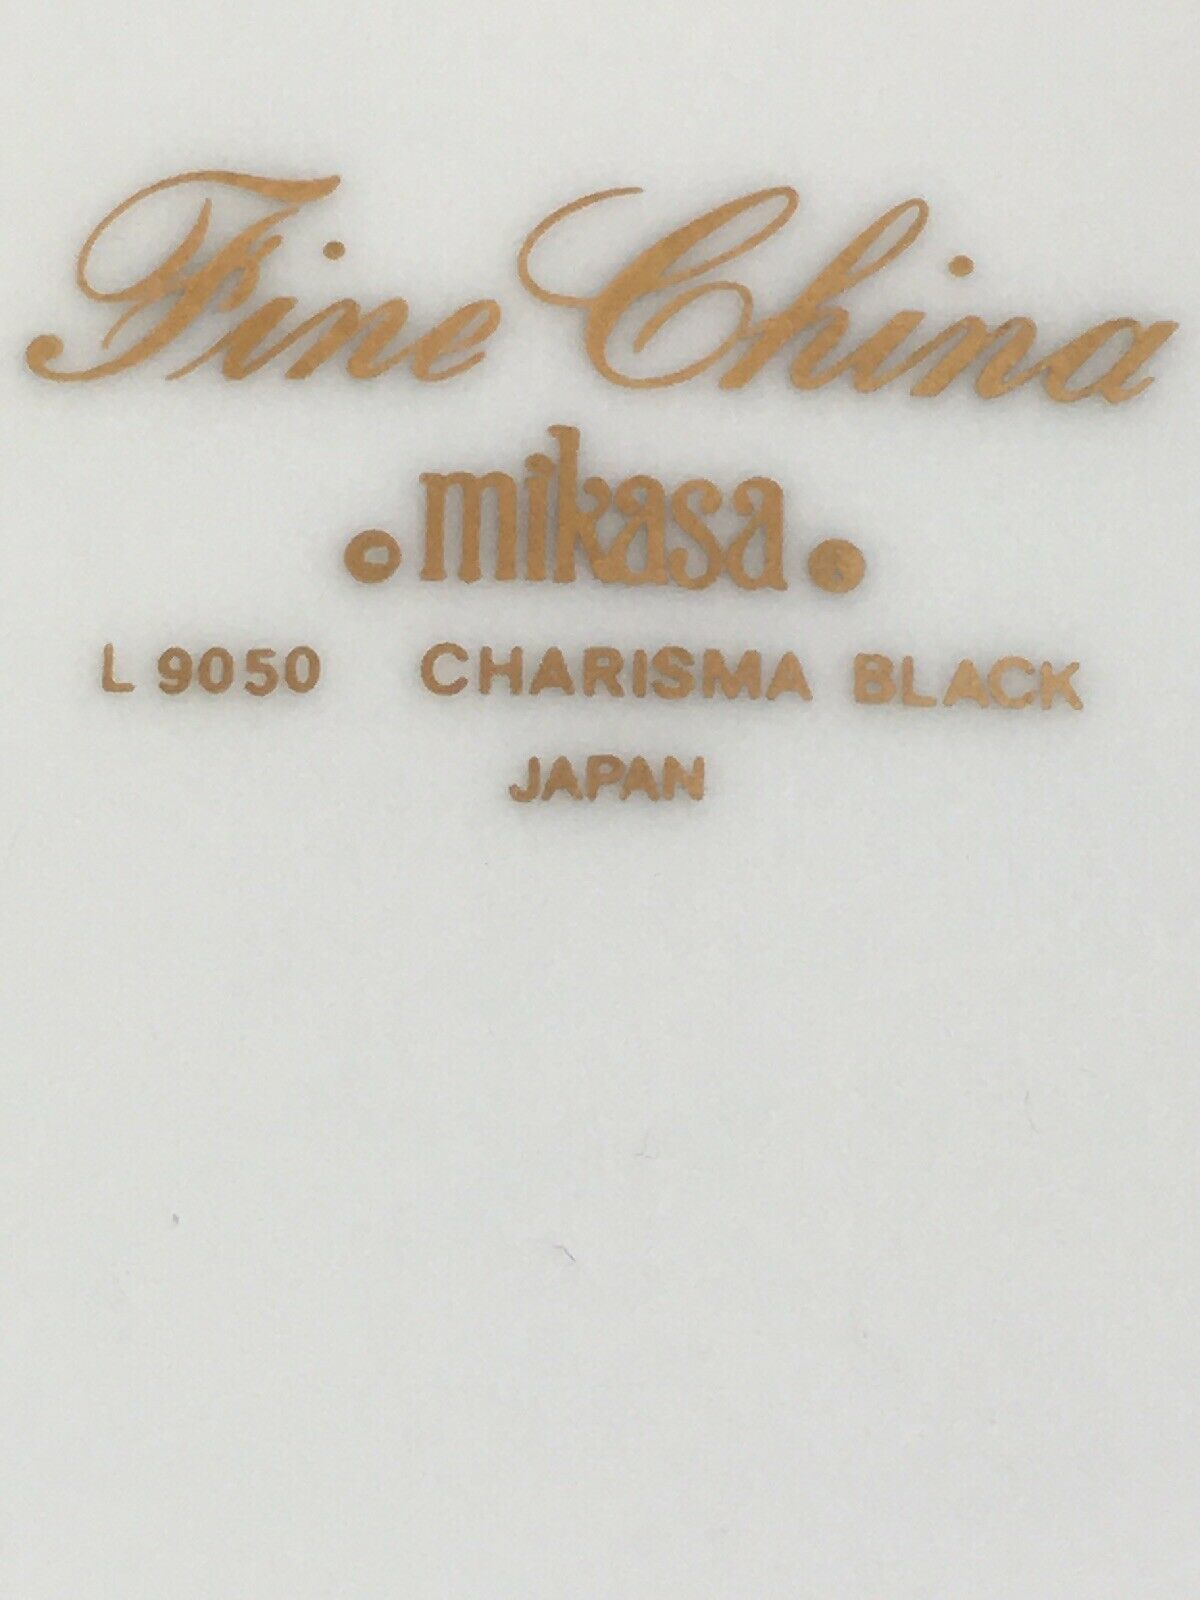 Fine China
© mikasa ®
L 9050 CHARISMA BLACK
JAPAN